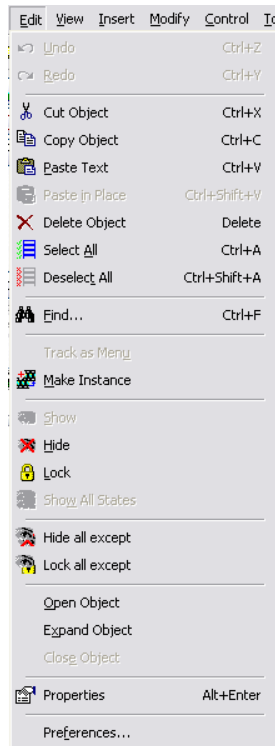 Edit View Insert Modify Control
Undo Ctrl+Z
Redo Ctrl+Y
Cut Object Ctrl+X
Copy Object Ctrl+C
Paste Text Ctrl+V
Paste in Place Ctrl+Shift+V
Delete Object Delete
Select All Ctrl+A
Deselect All Ctrl+Shift+A
Find... Ctrl+F
Track as Menu
Make Instance
Show
Hide
Lock
Show All States
Hide all except
Lock all except
Open Object
Expand Object
Close Object
Properties Alt+Enter
Preferences...